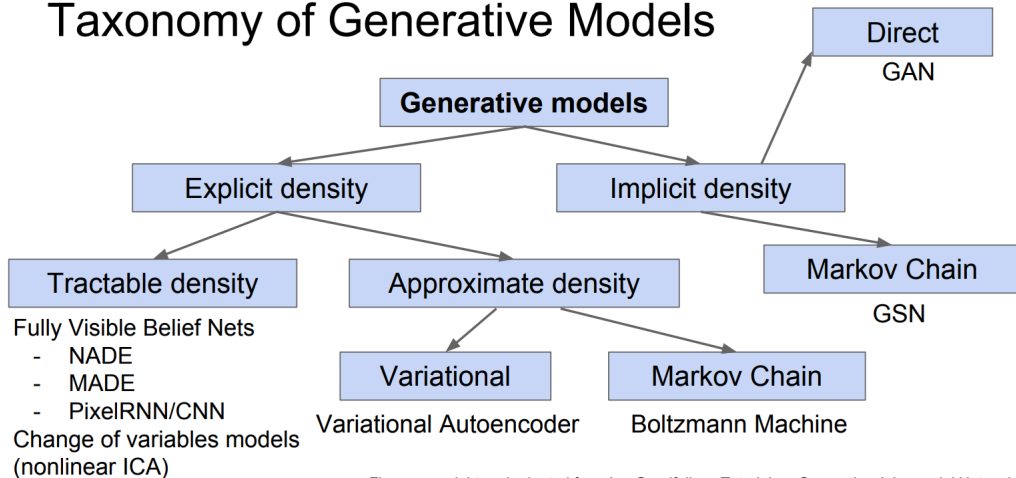 Taxonomy of Generative Models
Direct
GAN
Generative models
Explicit density
Implicit density
Tractable density
Approximate density
Markov Chain
GSN
Fully Visible Belief Nets
- NADE
- MADE
- PixelRNN/CNN
Change of variables models
(nonlinear ICA)
Variational
Markov Chain
Variational Autoencoder
Boltzmann Machine